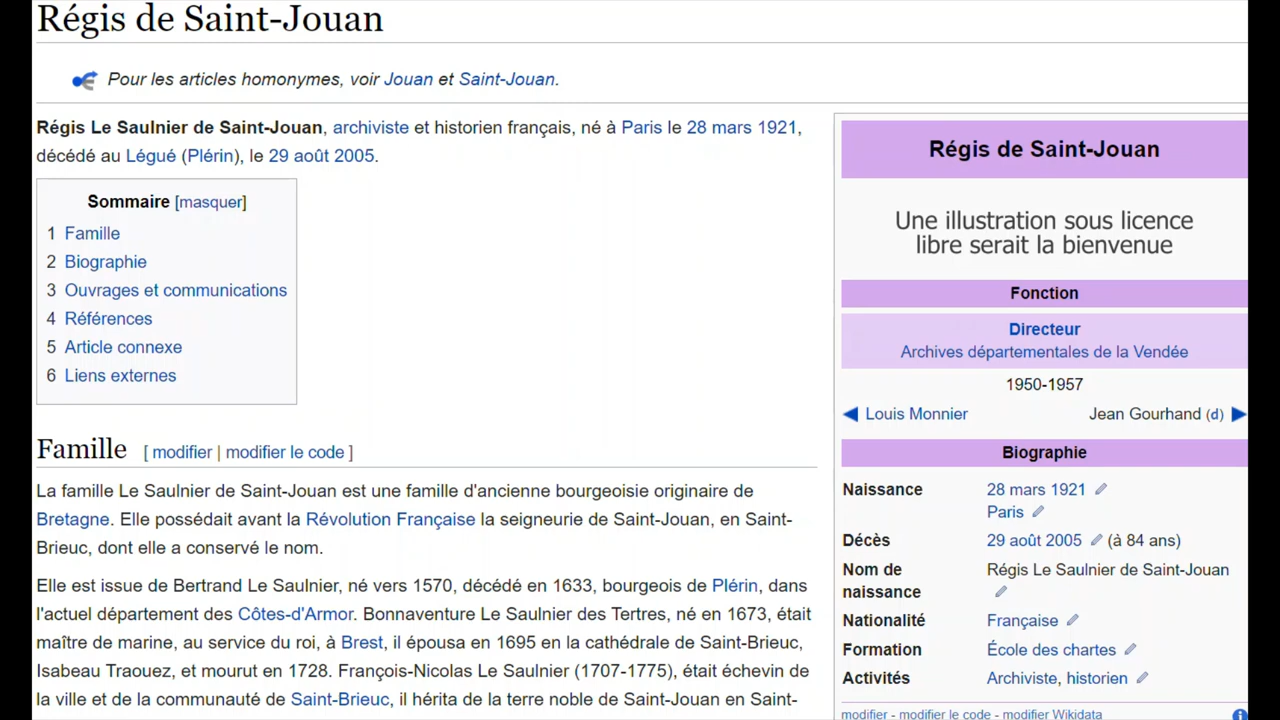 Régis de Saint-Jouan
Pour les articles homonymes, voir Jouan et Saint-Jouan.
Régis Le Saulnier de Saint-Jouan, archiviste et historien français, né à Paris le 28 mars 1921,
décédé au Légué (Plérin), le 29 août 2005.
Sommaire [masquer]
1 Famille
2 Biographie
3 Ouvrages et communications
4 Références
5 Article connexe
6 Liens externes
Famille [ modifier | modifier le code ]
La famille Le Saulnier de Saint-Jouan est une famille d'ancienne bourgeoisie originaire de
Bretagne. Elle possédait avant la Révolution Française la seigneurie de Saint-Jouan, en Saint-
Brieuc, dont elle a conservé le nom.
Elle est issue de Bertrand Le Saulnier, né vers 1570, décédé en 1633, bourgeois de Plérin, dans
l'actuel département des Côtes-d'Armor. Bonnaventure Le Saulnier des Tertres, né en 1673, était
maître de marine, au service du roi, à Brest, il épousa en 1695 en la cathédrale de Saint-Brieuc,
Isabeau Traouez, et mourut en 1728. François-Nicolas Le Saulnier (1707-1775), était échevin de
la ville et de la communauté de Saint-Brieuc, il hérita de la terre noble de Saint-Jouan en Saint-
Régis de Saint-Jouan
Une illustration sous licence
libre serait la bienvenue
Fonction
Directeur
Archives départementales de la Vendée
1950-1957
Louis Monnier Jean Gourhand (d)
Biographie
Naissance 28 mars 1921
Paris
Décès 29 août 2005 (à 84 ans)
Nom de Régis Le Saulnier de Saint-Jouan
naissance
Nationalité Française
Formation École des chartes
Activités Archiviste, historien
modifier - modifier le code - modifier Wikidata